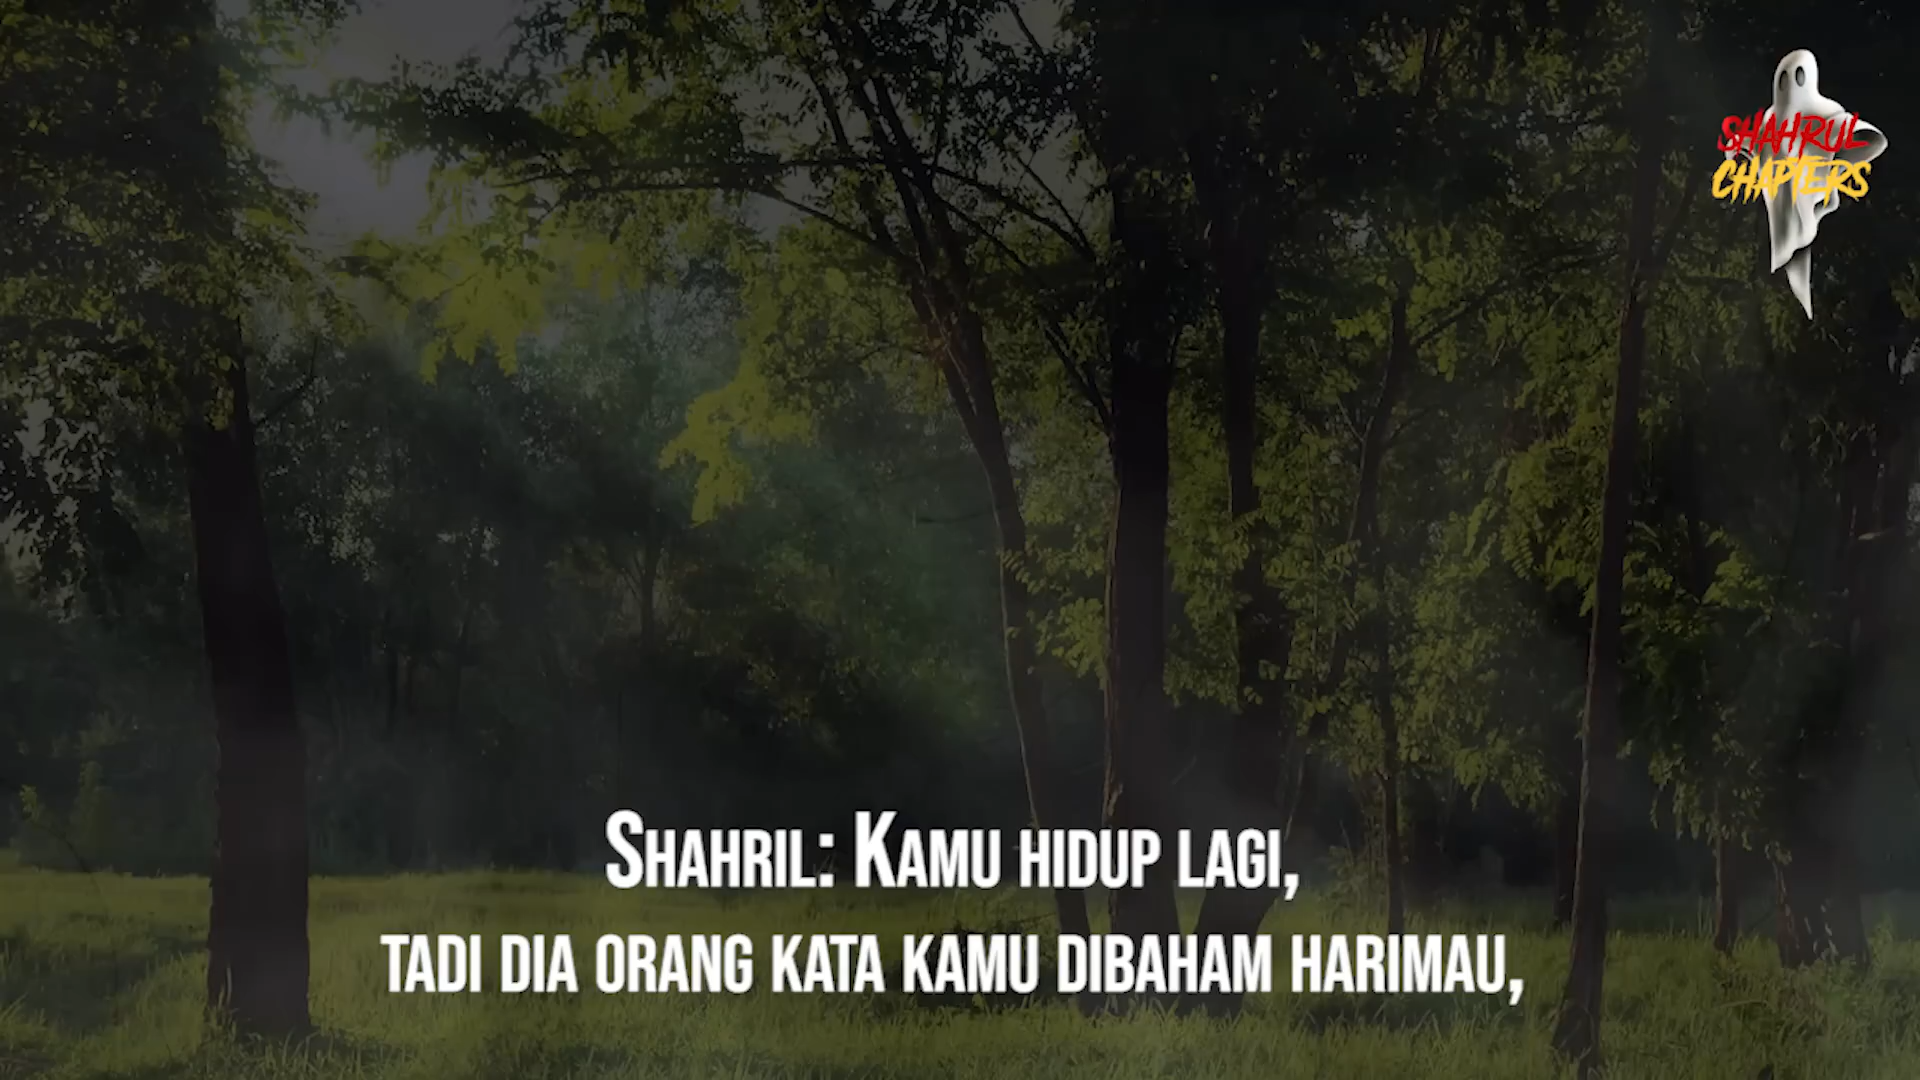 SHAHRUL
CHAPTERS
Shahril: Kamu hidup lagi,
tadi dia orang kata kamu dibaham harimau,